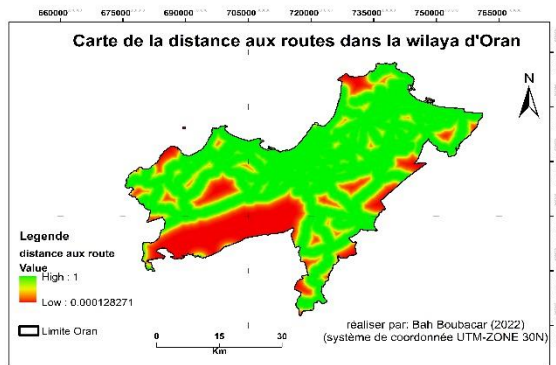 660000 675000 690000 705000 720000 735000 750000 765000
Carte de la distance aux routes dans la wilaya d'Oran
N
Legende
distance aux route
Value
High : 1
Low : 0.000128271
Limite Oran
0 15 30
Km
réaliser par: Bah Boubacar (2022)
(système de coordonnée UTM-ZONE 30N)